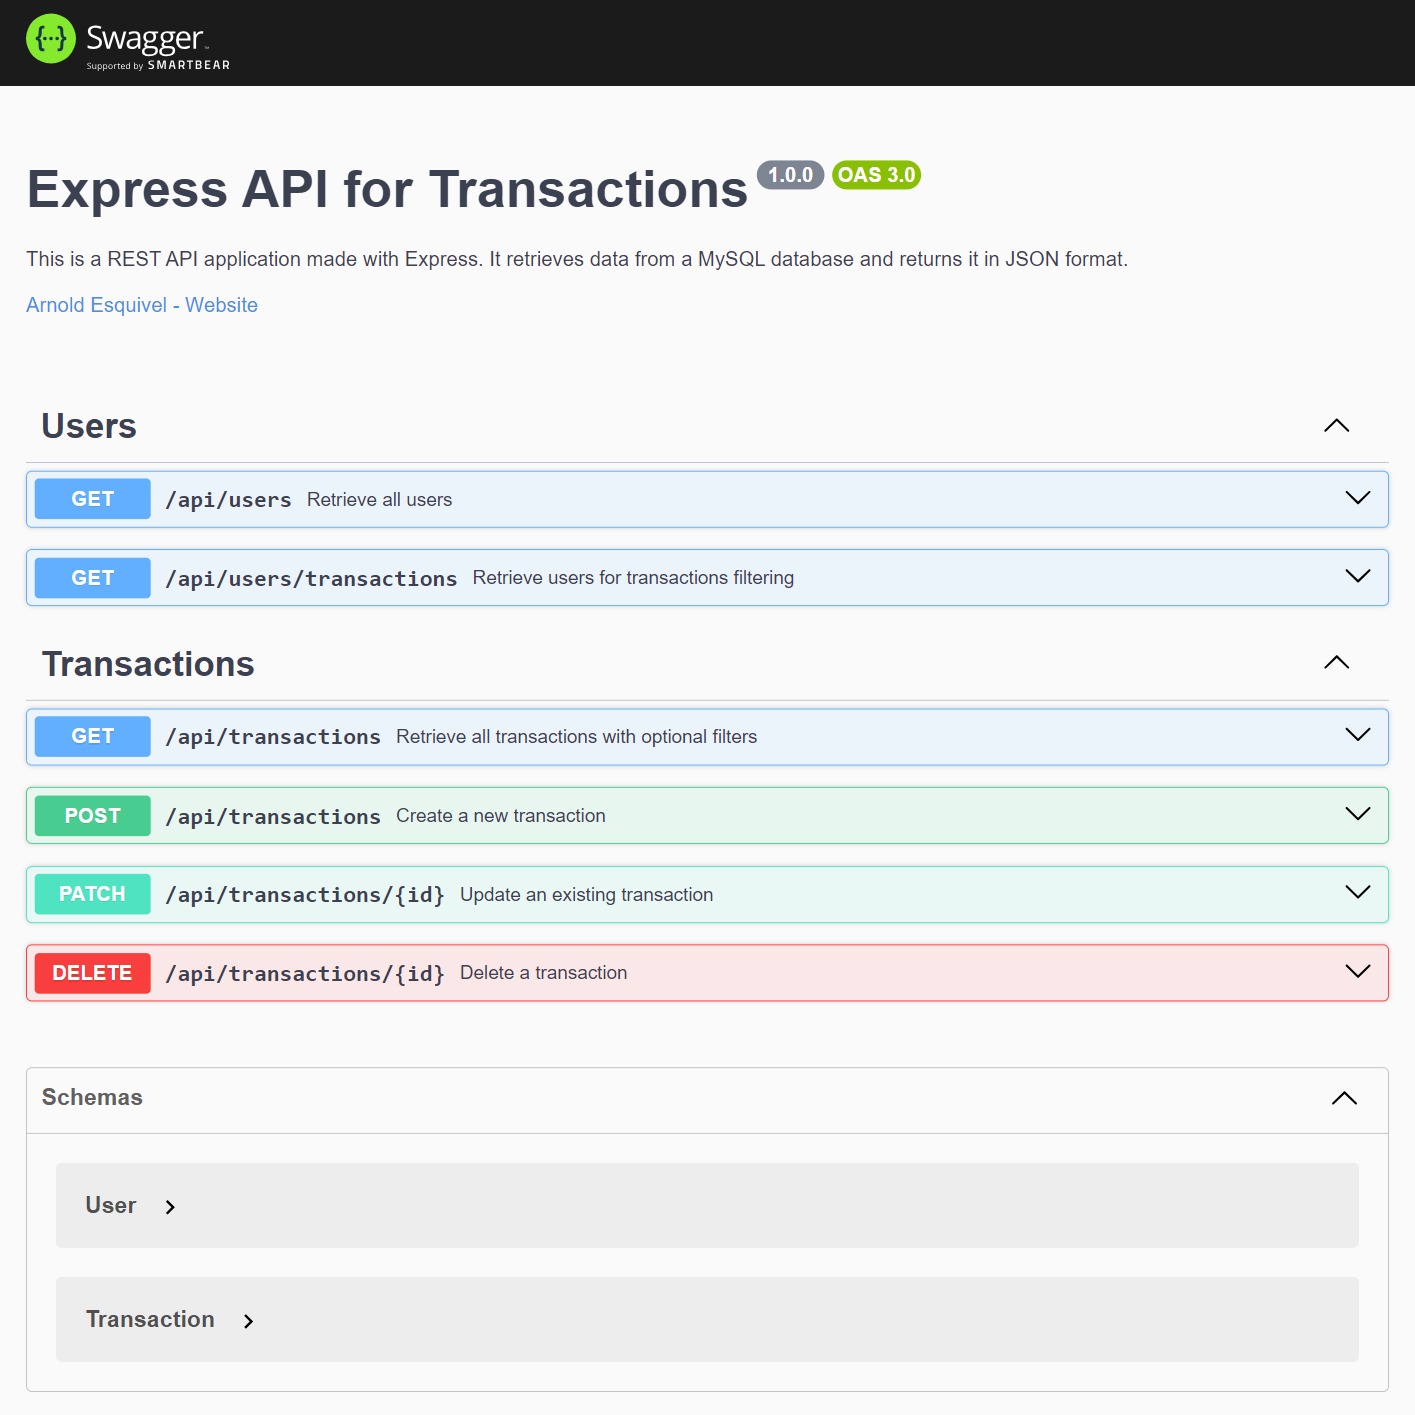 {···} Swagger™
Supported by SMARTBEAR
Express API for Transactions 1.0.0 OAS 3.0
This is a REST API application made with Express. It retrieves data from a MySQL database and returns it in JSON format.
Arnold Esquivel - Website
Users
GET /api/users Retrieve all users
GET /api/users/transactions Retrieve users for transactions filtering
Transactions
GET /api/transactions Retrieve all transactions with optional filters
POST /api/transactions Create a new transaction
PATCH /api/transactions/{id} Update an existing transaction
DELETE /api/transactions/{id} Delete a transaction
Schemas
User
Transaction